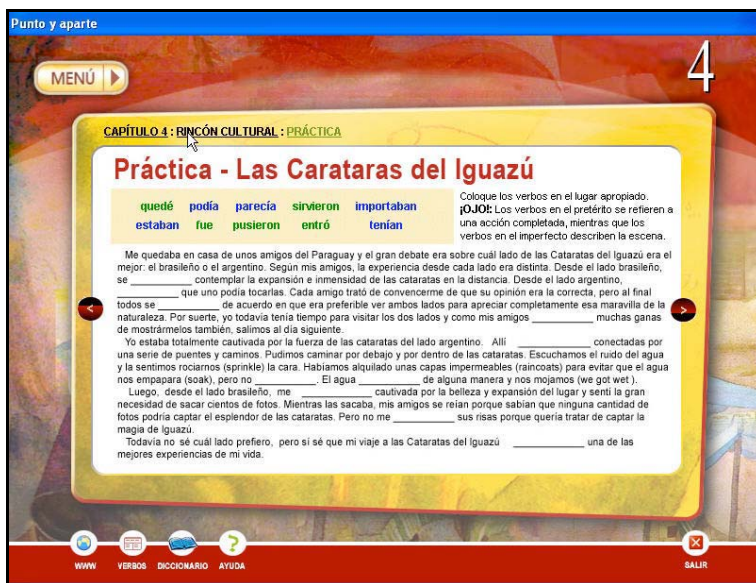 Punto y aparte
MENÚ
4
CAPÍTULO 4 : RINCÓN CULTURAL : PRÁCTICA
Práctica - Las Carataras del Iguazú
quedé podía parecía sirvieron importaban
estaban fue pusieron entró tenían
Coloque los verbos en el lugar apropiado.
¡OJO!: Los verbos en el pretérito se refieren a
una acción completada, mientras que los
verbos en el imperfecto describen la escena.
Me quedaba en casa de unos amigos del Paraguay y el gran debate era sobre cuál lado de las Cataratas del Iguazú era el
mejor: el brasileño o el argentino. Según mis amigos, la experiencia desde cada lado era distinta. Desde el lado brasileño,
se __________ contemplar la expansión e inmensidad de las cataratas en la distancia. Desde el lado argentino,
__________ que uno podía tocarlas. Cada amigo trató de convencerme de que su opinión era la correcta, pero al final
todos se __________ de acuerdo en que era preferible ver ambos lados para apreciar completamente esa maravilla de la
naturaleza. Por suerte, yo todavia tenía tiempo para visitar los dos lados y como mis amigos __________ muchas ganas
de mostrármelos también, salimos al día siguiente.
Yo estaba totalmente cautivada por la fuerza de las cataratas del lado argentino. Allí __________ conectadas por
una serie de puentes y caminos. Pudimos caminar por debajo y por dentro de las cataratas. Escuchamos el ruido del agua
y la sentimos rociarnos (sprinkle) la cara. Habíamos alquilado unas capas impermeables (raincoats) para evitar que el agua
nos empapara (soak), pero no __________. El agua __________ de alguna manera y nos mojamos (we got wet ).
Luego, desde el lado brasileño, me __________ cautivada por la belleza y expansión del lugar y sentí la gran
necesidad de sacar cientos de fotos. Mientras las sacaba, mis amigos se reían porque sabían que ninguna cantidad de
fotos podría captar el esplendor de las cataratas. Pero no me __________ sus risas porque quería tratar de captar la
magia de Iguazú.
Todavía no sé cuál lado prefiero, pero sí sé que mi viaje a las Cataratas del Iguazú __________ una de las
mejores experiencias de mi vida.
< >
WWW VERBOS DICCIONARIO AYUDA SALIR